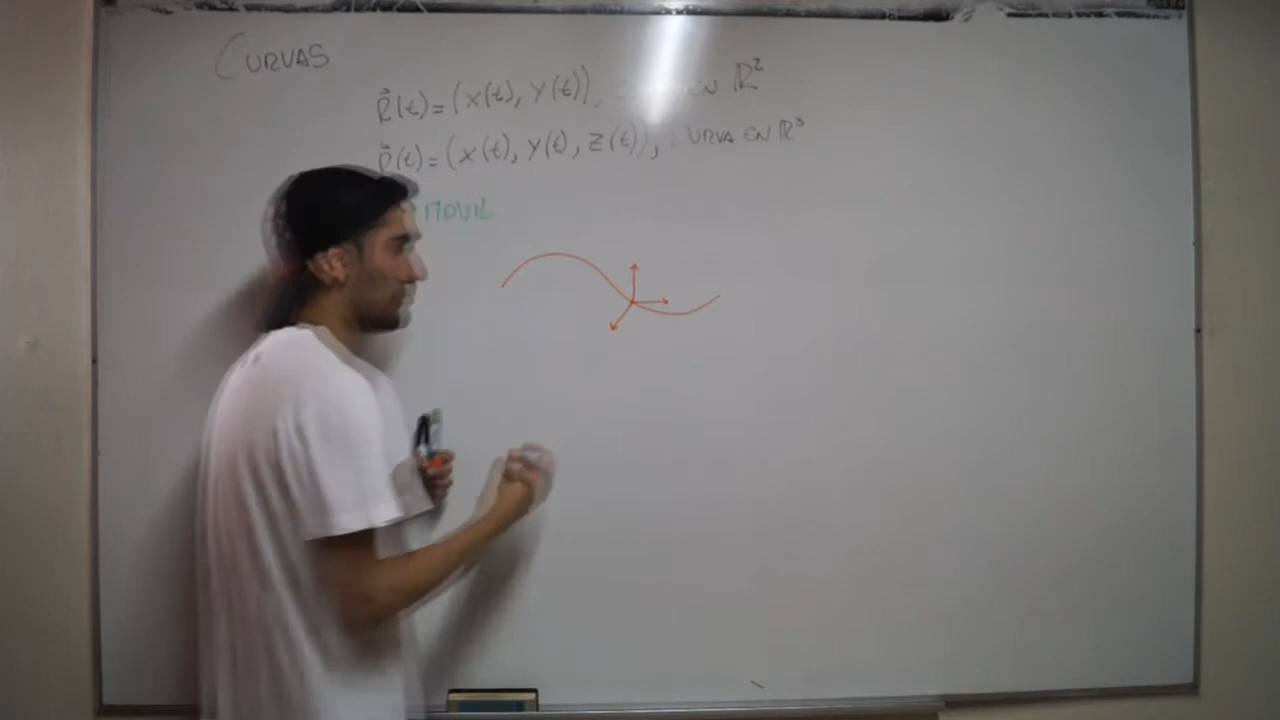 CURVAS
R⃗(t)=(x(t), y(t)), EN ℝ²
R⃗(t)=(x(t), y(t), z(t)), CURVA EN ℝ³
MOVIL